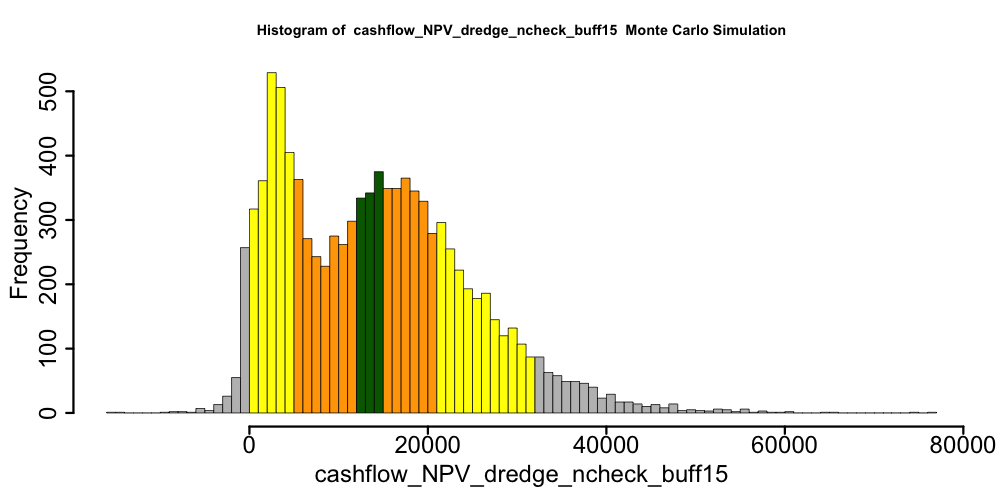 Histogram of  cashflow_NPV_dredge_ncheck_buff15  Monte Carlo Simulation
Frequency
500
400
300
200
100
0
0 20000 40000 60000 80000
cashflow_NPV_dredge_ncheck_buff15